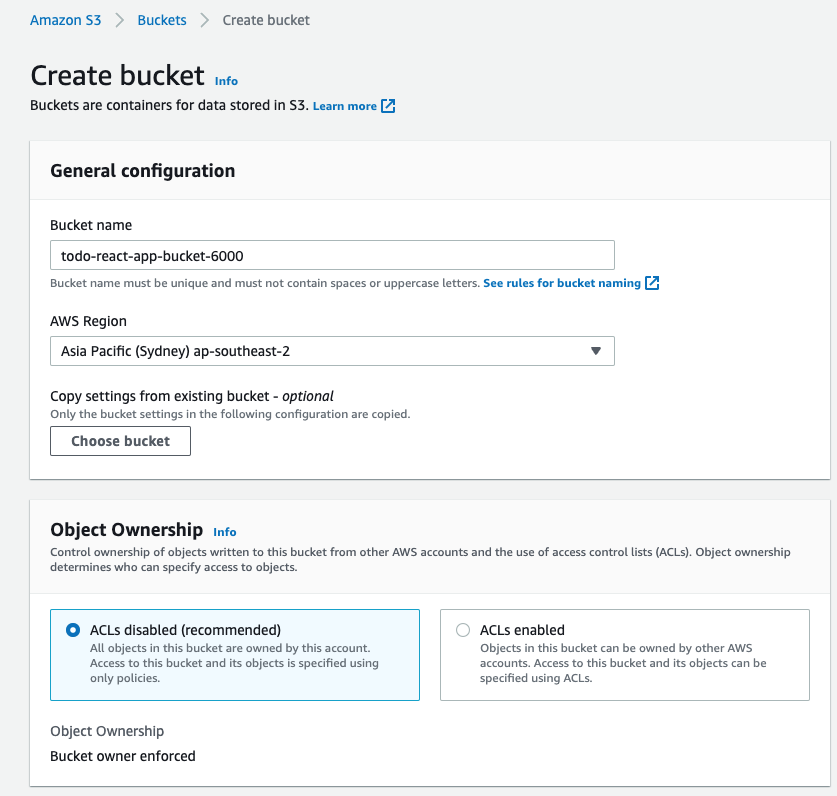 Amazon S3 > Buckets > Create bucket
Create bucket Info
Buckets are containers for data stored in S3. Learn more
General configuration
Bucket name
todo-react-app-bucket-6000
Bucket name must be unique and must not contain spaces or uppercase letters. See rules for bucket naming
AWS Region
Asia Pacific (Sydney) ap-southeast-2
Copy settings from existing bucket - optional
Only the bucket settings in the following configuration are copied.
Choose bucket
Object Ownership Info
Control ownership of objects written to this bucket from other AWS accounts and the use of access control lists (ACLs). Object ownership
determines who can specify access to objects.
ACLs disabled (recommended)
All objects in this bucket are owned by this account.
Access to this bucket and its objects is specified using
only policies.
ACLs enabled
Objects in this bucket can be owned by other AWS
accounts. Access to this bucket and its objects can be
specified using ACLs.
Object Ownership
Bucket owner enforced